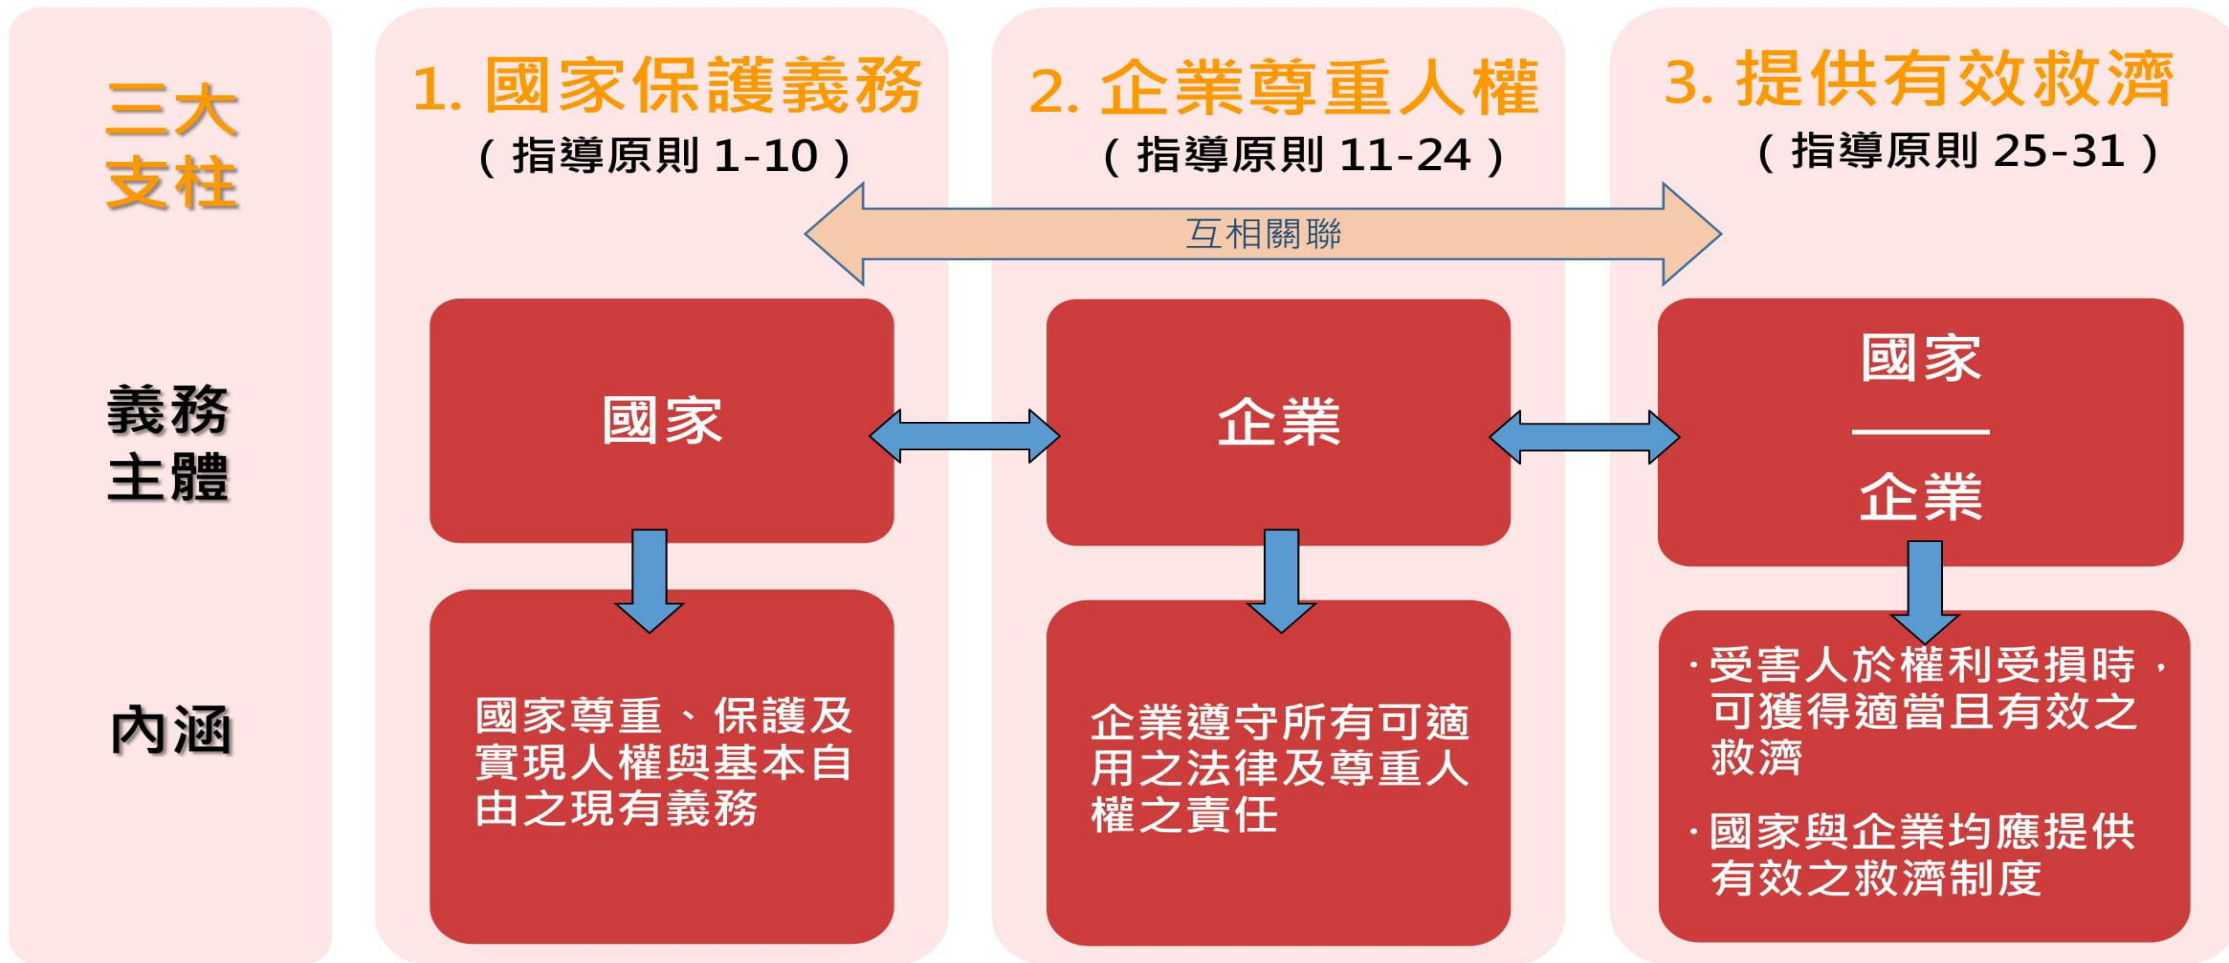 三大
支柱
1. 國家保護義務
（指導原則 1-10）
2. 企業尊重人權
（指導原則 11-24）
3. 提供有效救濟
（指導原則 25-31）
互相關聯
義務
主體
國家
企業
國家
企業
內涵
國家尊重、保護及
實現人權與基本自
由之現有義務
企業遵守所有可適
用之法律及尊重人
權之責任
·受害人於權利受損時，
可獲得適當且有效之
救濟
·國家與企業均應提供
有效之救濟制度